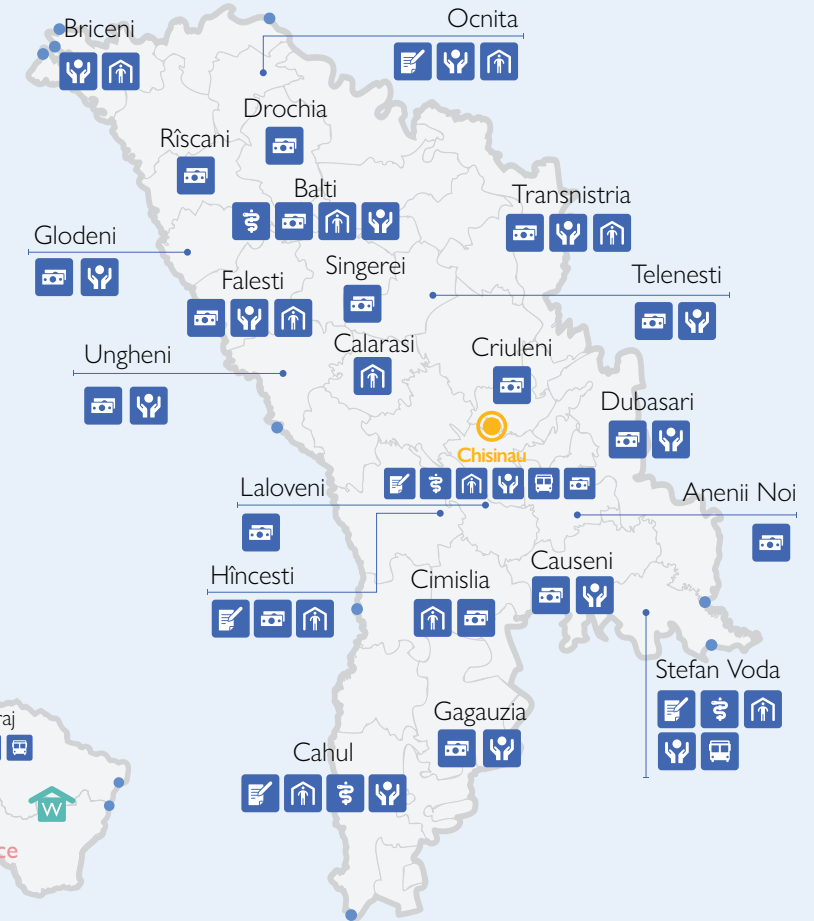 Briceni
Ocnita
Drochia
Rîscani
Balti
Transnistria
Glodeni
Falesti
Singerei
Telenesti
Ungheni
Calarasi
Criuleni
Dubasari
Chisinau
Laloveni
Anenii Noi
Hîncesti
Cimislia
Causeni
Stefan Voda
Gagauzia
Cahul
raj
W
ce